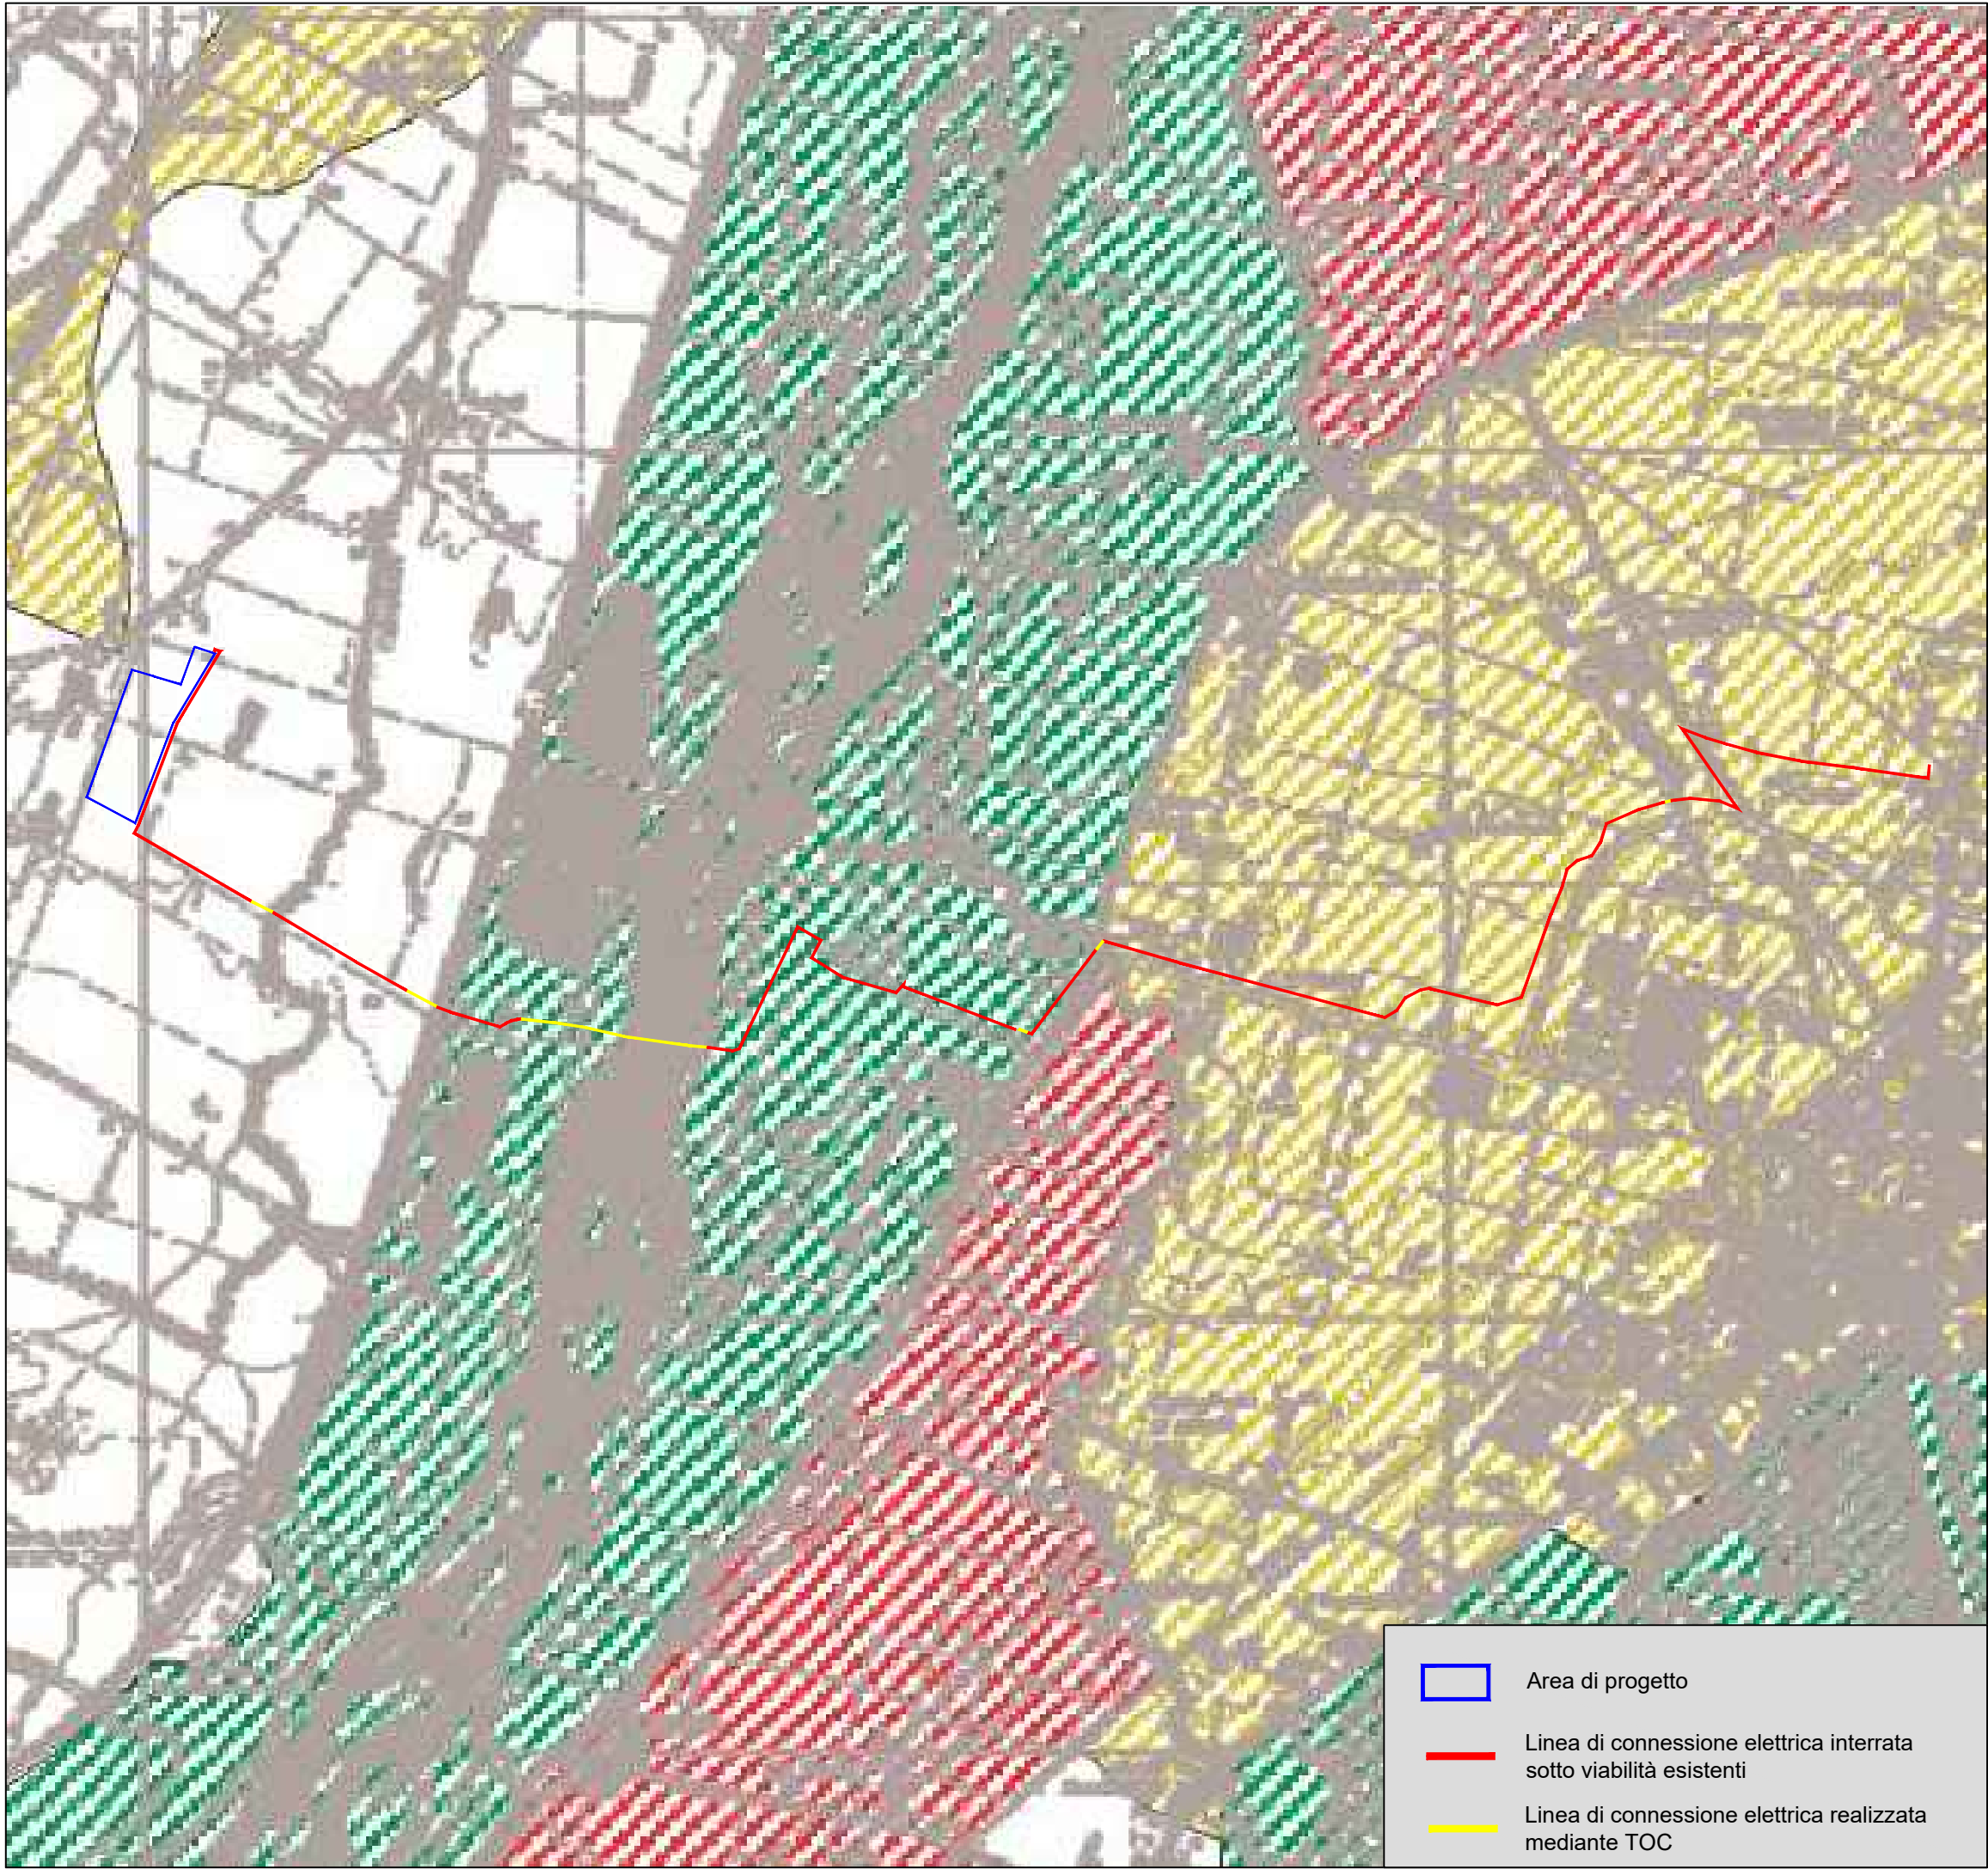 Area di progetto
Linea di connessione elettrica interrata
sotto viabilità esistenti
Linea di connessione elettrica realizzata
mediante TOC